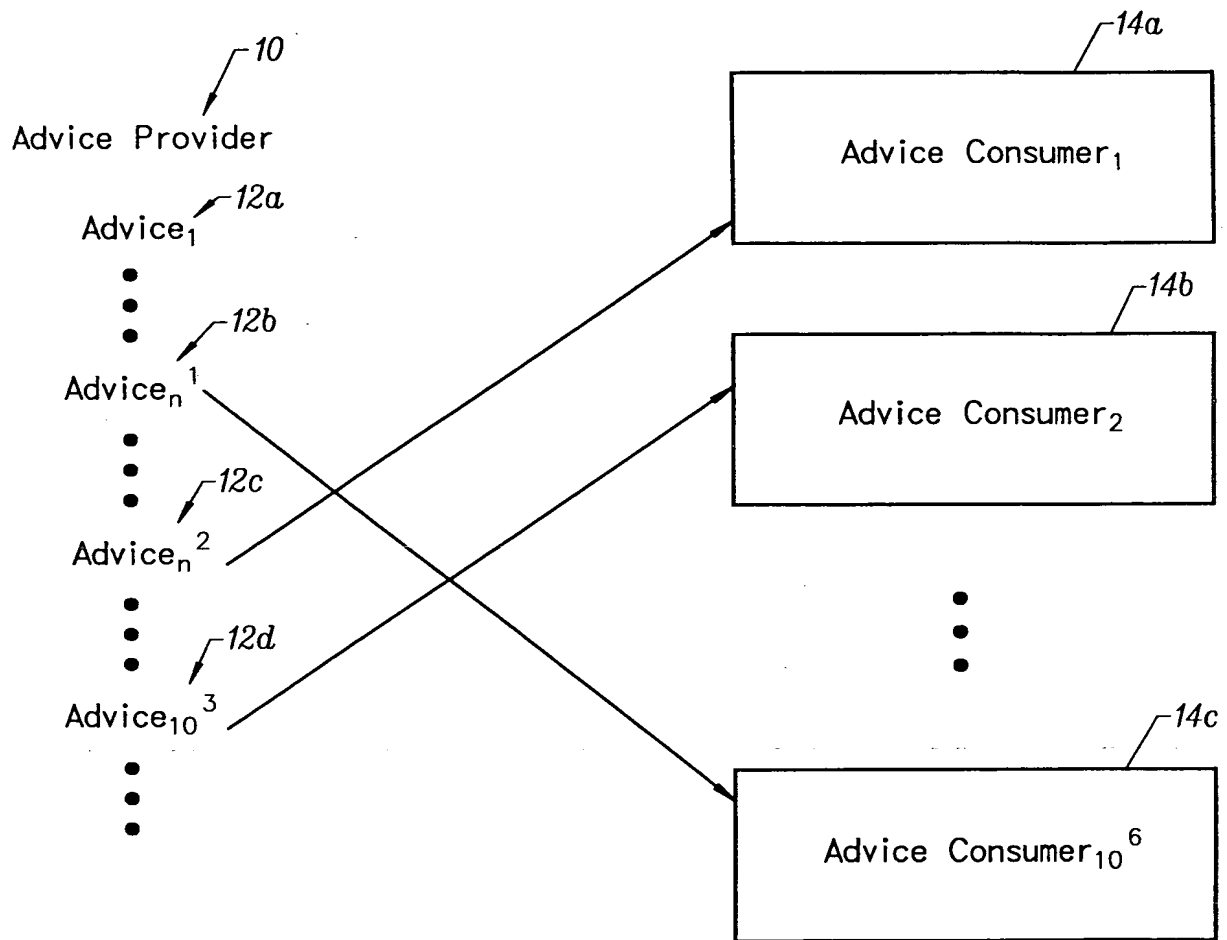 10
Advice Provider
12a
Advice₁
12b
Adviceₙ¹
12c
Adviceₙ²
12d
Advice₁₀³
14a
Advice Consumer₁
14b
Advice Consumer₂
14c
Advice Consumer₁₀⁶